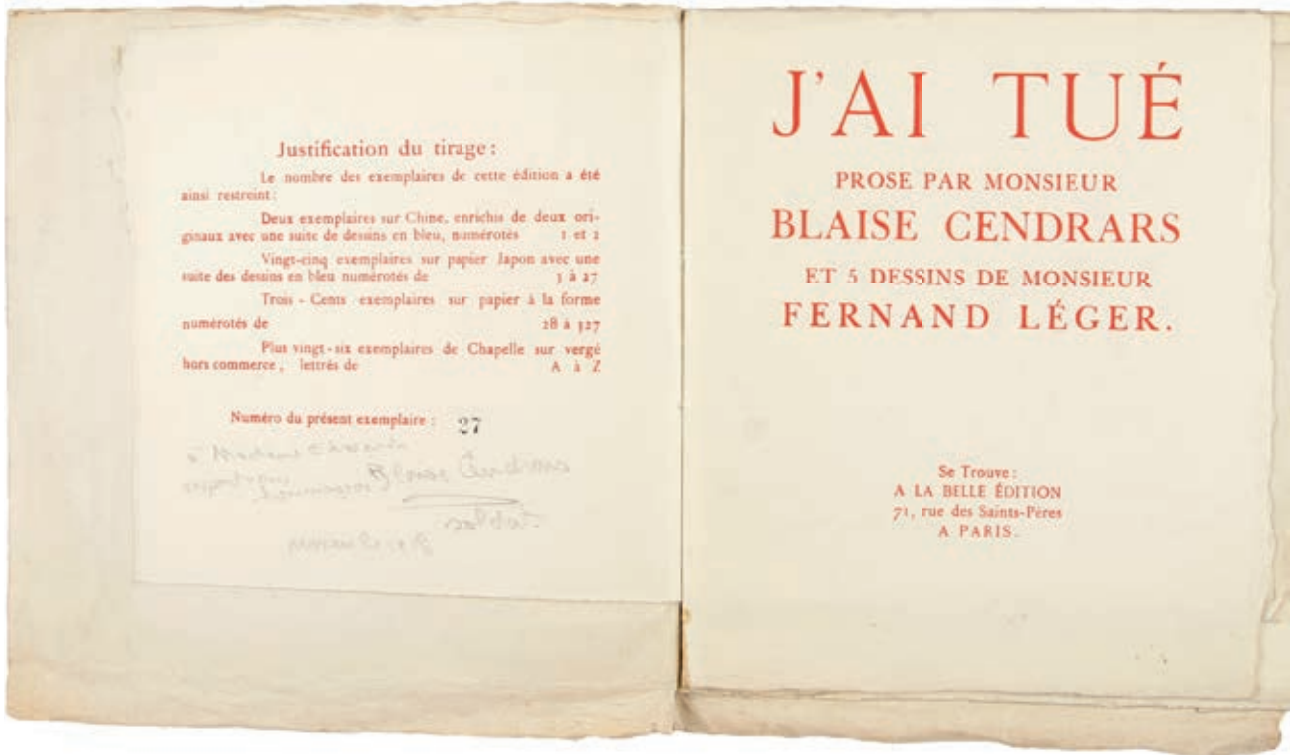 Justification du tirage :
Le nombre des exemplaires de cette édition a été
ainsi restreint :
Deux exemplaires sur Chine, enrichis de deux ori-
ginaux avec une suite de dessins en bleu, numérotés 1 et 2
Vingt-cinq exemplaires sur papier Japon avec une
suite des dessins en bleu numérotés de 3 à 27
Trois - Cents exemplaires sur papier à la forme
numérotés de 28 à 327
Plus vingt-six exemplaires de Chapelle sur vergé
hors commerce, lettrés de A à Z
Numéro du présent exemplaire : 27
à Madame
Blaise Cendrars
J'AI TUÉ
PROSE PAR MONSIEUR
BLAISE CENDRARS
ET 5 DESSINS DE MONSIEUR
FERNAND LÉGER.
Se Trouve :
A LA BELLE ÉDITION
71, rue des Saints-Pères
A PARIS.